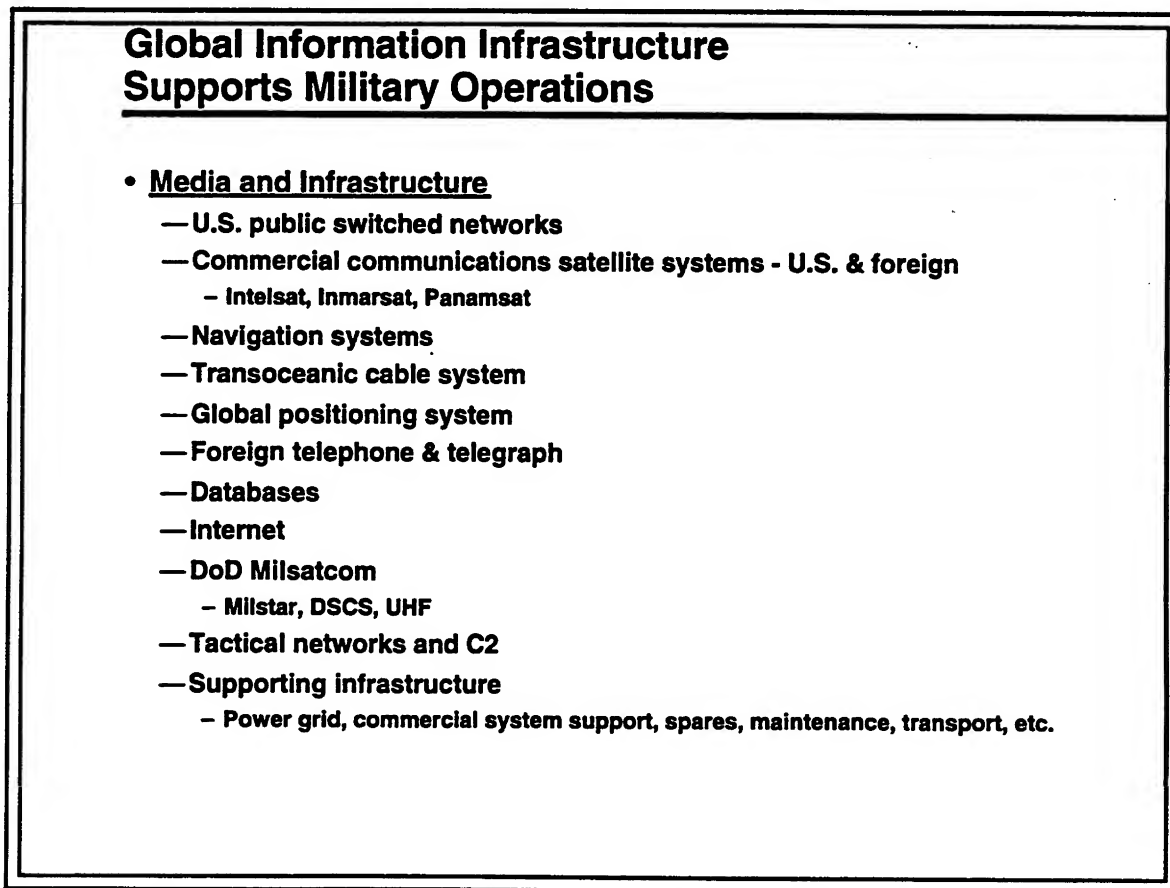 Global Information Infrastructure
Supports Military Operations
• Media and Infrastructure
—U.S. public switched networks
—Commercial communications satellite systems - U.S. & foreign
– Intelsat, Inmarsat, Panamsat
—Navigation systems
—Transoceanic cable system
—Global positioning system
—Foreign telephone & telegraph
—Databases
—Internet
—DoD Milsatcom
– Milstar, DSCS, UHF
—Tactical networks and C2
—Supporting infrastructure
– Power grid, commercial system support, spares, maintenance, transport, etc.